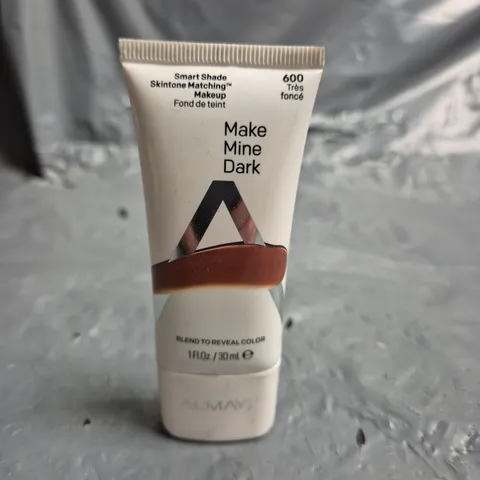 Smart Shade
Skintone Matching™
Makeup
Fond de teint
600
Très
foncé
Make
Mine
Dark
BLEND TO REVEAL COLOR
1 Fl.Oz. / 30 mL ℮
ALMAY